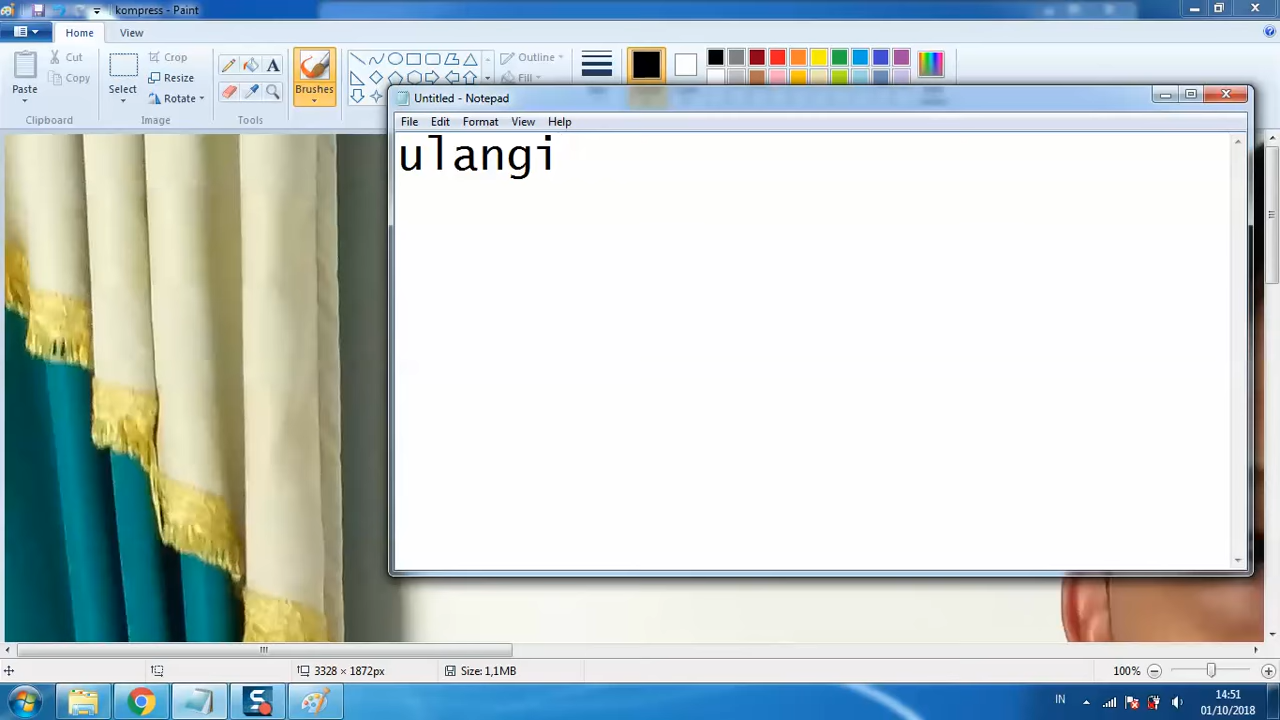 kompress - Paint
Home
View
Paste
Cut
Copy
Clipboard
Select
Crop
Resize
Rotate
Image
Tools
Brushes
Outline
Fill
Untitled - Notepad
File
Edit
Format
View
Help
ulangi
3328 × 1872px
Size: 1,1MB
100%
IN
14:51
01/10/2018